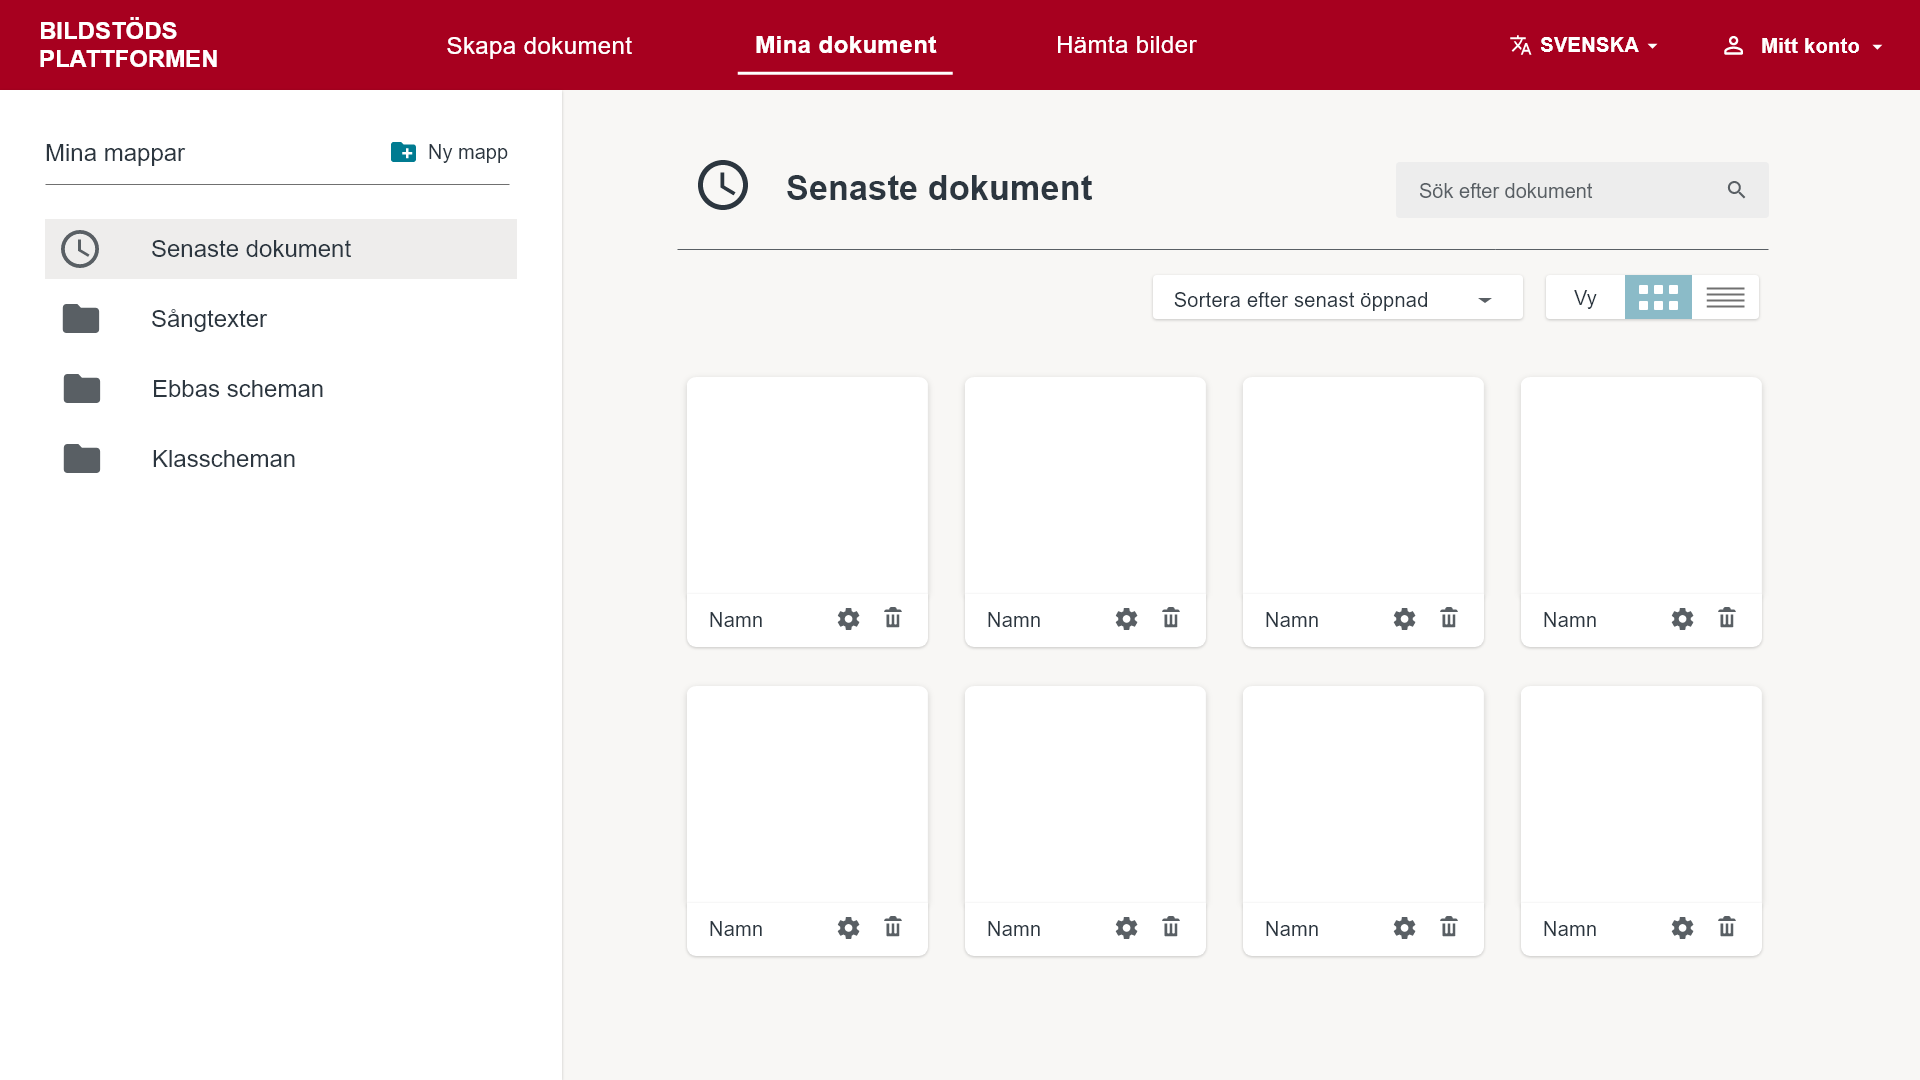 BILDSTÖDS
PLATTFORMEN
Skapa dokument
Mina dokument
Hämta bilder
SVENSKA
Mitt konto
Mina mappar
Ny mapp
Senaste dokument
Sångtexter
Ebbas scheman
Klasscheman
Senaste dokument
Sök efter dokument
Sortera efter senast öppnad
Vy
Namn
Namn
Namn
Namn
Namn
Namn
Namn
Namn